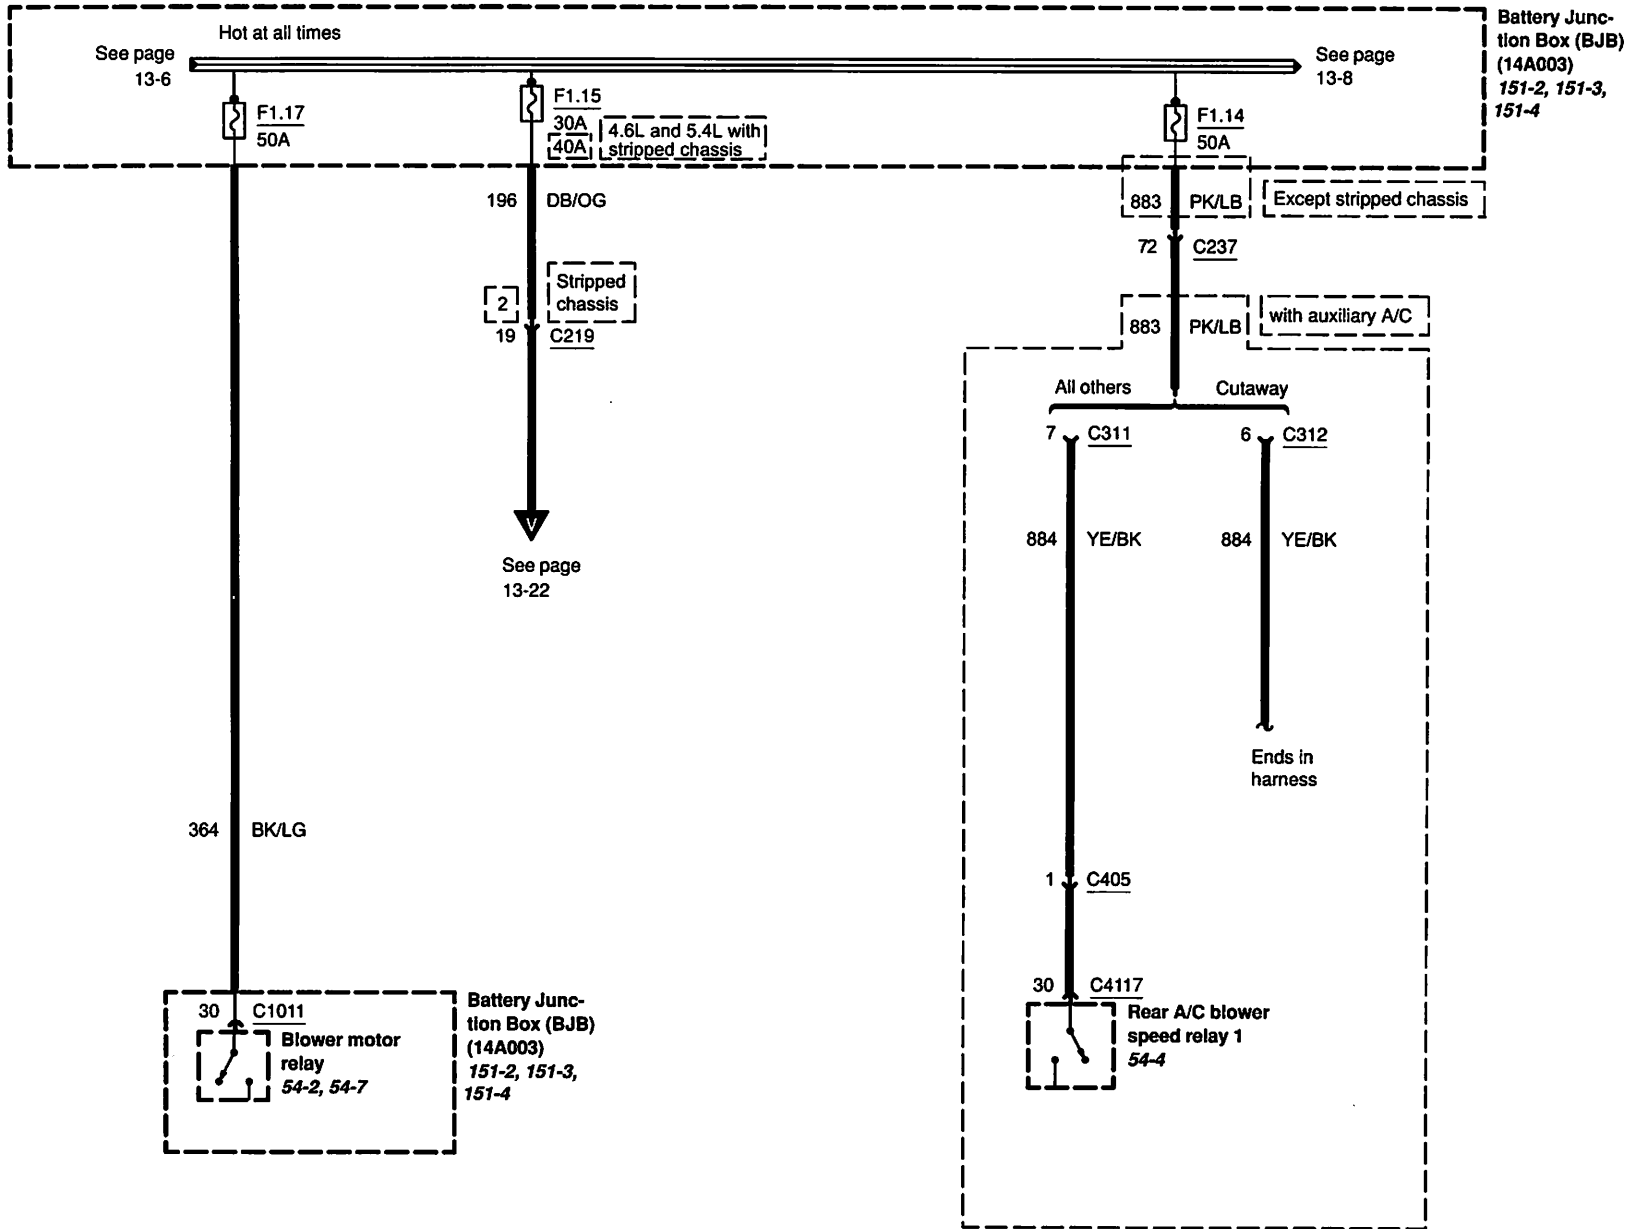 Hot at all times
See page
13-6
See page
13-8
Battery Junc-
tion Box (BJB)
(14A003)
151-2, 151-3,
151-4
F1.17
50A
F1.15
30A
40A
4.6L and 5.4L with
stripped chassis
F1.14
50A
196 DB/OG
883 PK/LB
Except stripped chassis
72 C237
2
Stripped
chassis
19 C219
883 PK/LB
with auxiliary A/C
All others
Cutaway
7 C311
6 C312
V
See page
13-22
884 YE/BK
884 YE/BK
Ends in
harness
364 BK/LG
1 C405
30 C4117
Rear A/C blower
speed relay 1
54-4
30 C1011
Blower motor
relay
54-2, 54-7
Battery Junc-
tion Box (BJB)
(14A003)
151-2, 151-3,
151-4